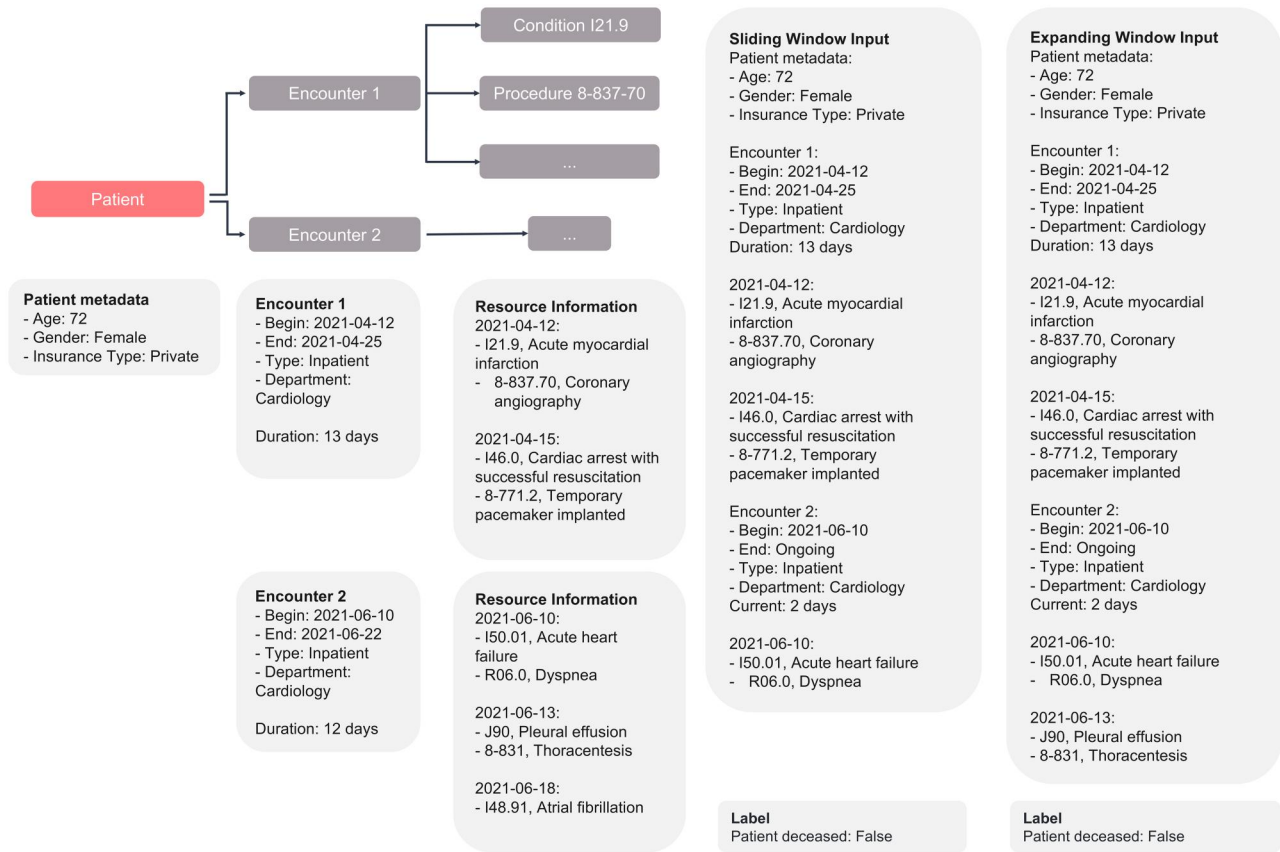 Condition I21.9
Encounter 1
Procedure 8-837-70
...
Patient
Encounter 2
...
Patient metadata
- Age: 72
- Gender: Female
- Insurance Type: Private
Encounter 1
- Begin: 2021-04-12
- End: 2021-04-25
- Type: Inpatient
- Department:
Cardiology
Duration: 13 days
Resource Information
2021-04-12:
- I21.9, Acute myocardial
infarction
- 8-837.70, Coronary
angiography
2021-04-15:
- I46.0, Cardiac arrest with
successful resuscitation
- 8-771.2, Temporary
pacemaker implanted
Encounter 2
- Begin: 2021-06-10
- End: 2021-06-22
- Type: Inpatient
- Department:
Cardiology
Duration: 12 days
Resource Information
2021-06-10:
- I50.01, Acute heart
failure
- R06.0, Dyspnea
2021-06-13:
- J90, Pleural effusion
- 8-831, Thoracentesis
2021-06-18:
- I48.91, Atrial fibrillation
Sliding Window Input
Patient metadata:
- Age: 72
- Gender: Female
- Insurance Type: Private
Encounter 1:
- Begin: 2021-04-12
- End: 2021-04-25
- Type: Inpatient
- Department: Cardiology
Duration: 13 days
2021-04-12:
- I21.9, Acute myocardial
infarction
- 8-837.70, Coronary
angiography
2021-04-15:
- I46.0, Cardiac arrest with
successful resuscitation
- 8-771.2, Temporary
pacemaker implanted
Encounter 2:
- Begin: 2021-06-10
- End: Ongoing
- Type: Inpatient
- Department: Cardiology
Current: 2 days
2021-06-10:
- I50.01, Acute heart failure
- R06.0, Dyspnea
Label
Patient deceased: False
Expanding Window Input
Patient metadata:
- Age: 72
- Gender: Female
- Insurance Type: Private
Encounter 1:
- Begin: 2021-04-12
- End: 2021-04-25
- Type: Inpatient
- Department: Cardiology
Duration: 13 days
2021-04-12:
- I21.9, Acute myocardial
infarction
- 8-837.70, Coronary
angiography
2021-04-15:
- I46.0, Cardiac arrest with
successful resuscitation
- 8-771.2, Temporary
pacemaker implanted
Encounter 2:
- Begin: 2021-06-10
- End: Ongoing
- Type: Inpatient
- Department: Cardiology
Current: 2 days
2021-06-10:
- I50.01, Acute heart failure
- R06.0, Dyspnea
2021-06-13:
- J90, Pleural effusion
- 8-831, Thoracentesis
Label
Patient deceased: False